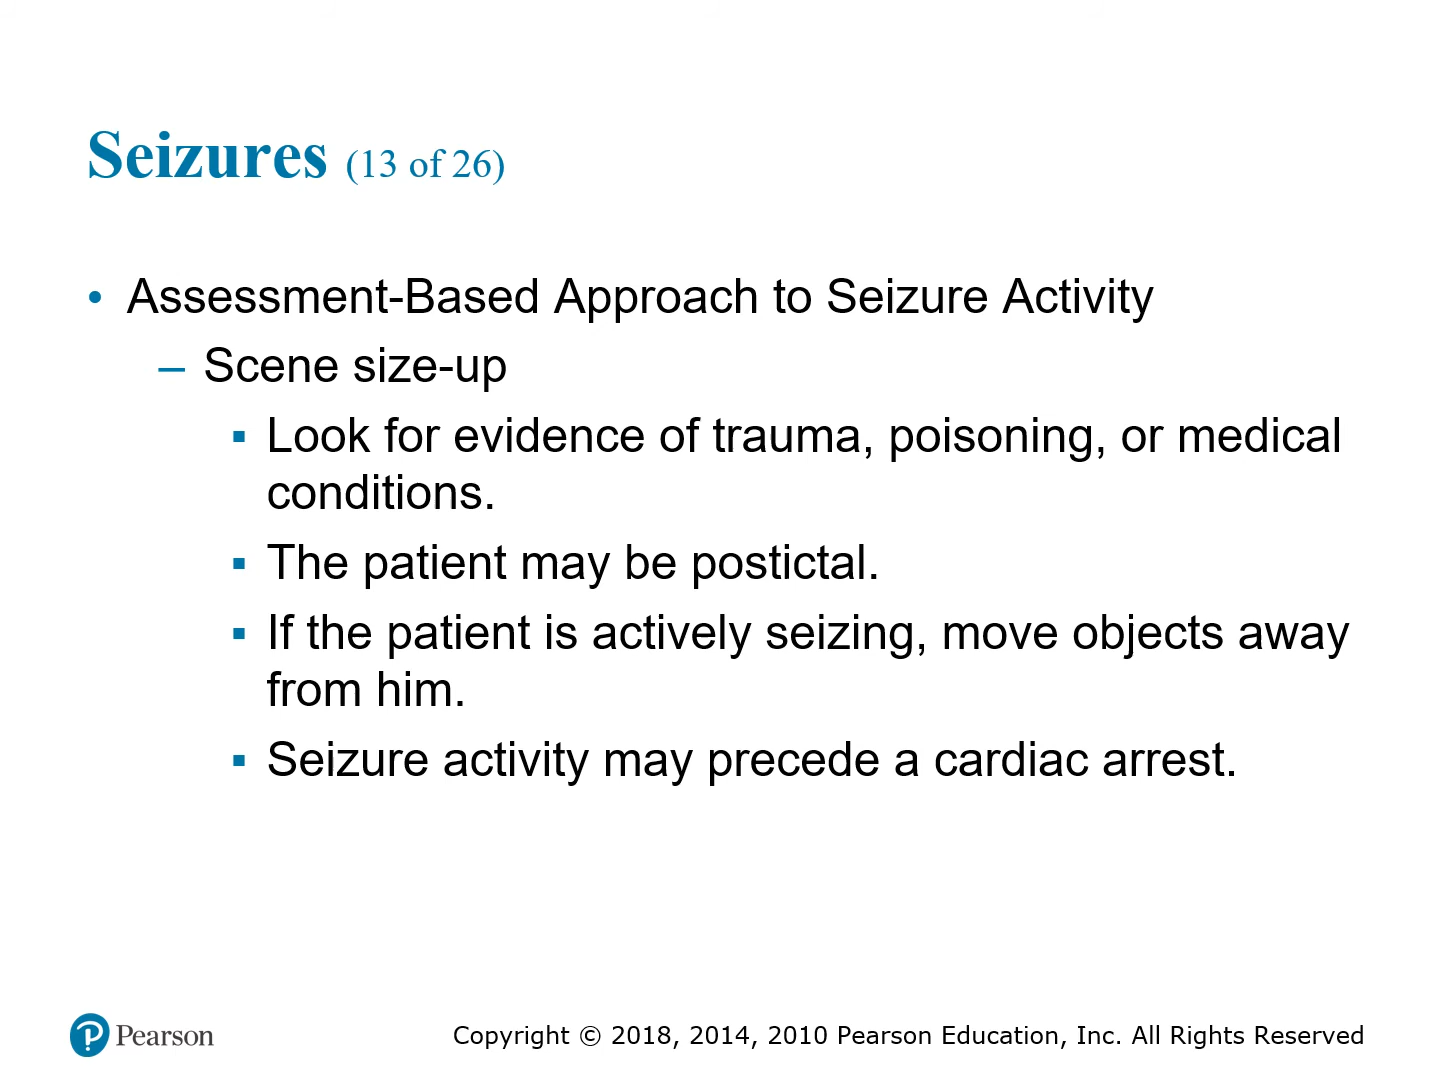 Seizures (13 of 26)
• Assessment-Based Approach to Seizure Activity
– Scene size-up
▪ Look for evidence of trauma, poisoning, or medical
conditions.
▪ The patient may be postictal.
▪ If the patient is actively seizing, move objects away
from him.
▪ Seizure activity may precede a cardiac arrest.
Pearson
Copyright © 2018, 2014, 2010 Pearson Education, Inc. All Rights Reserved